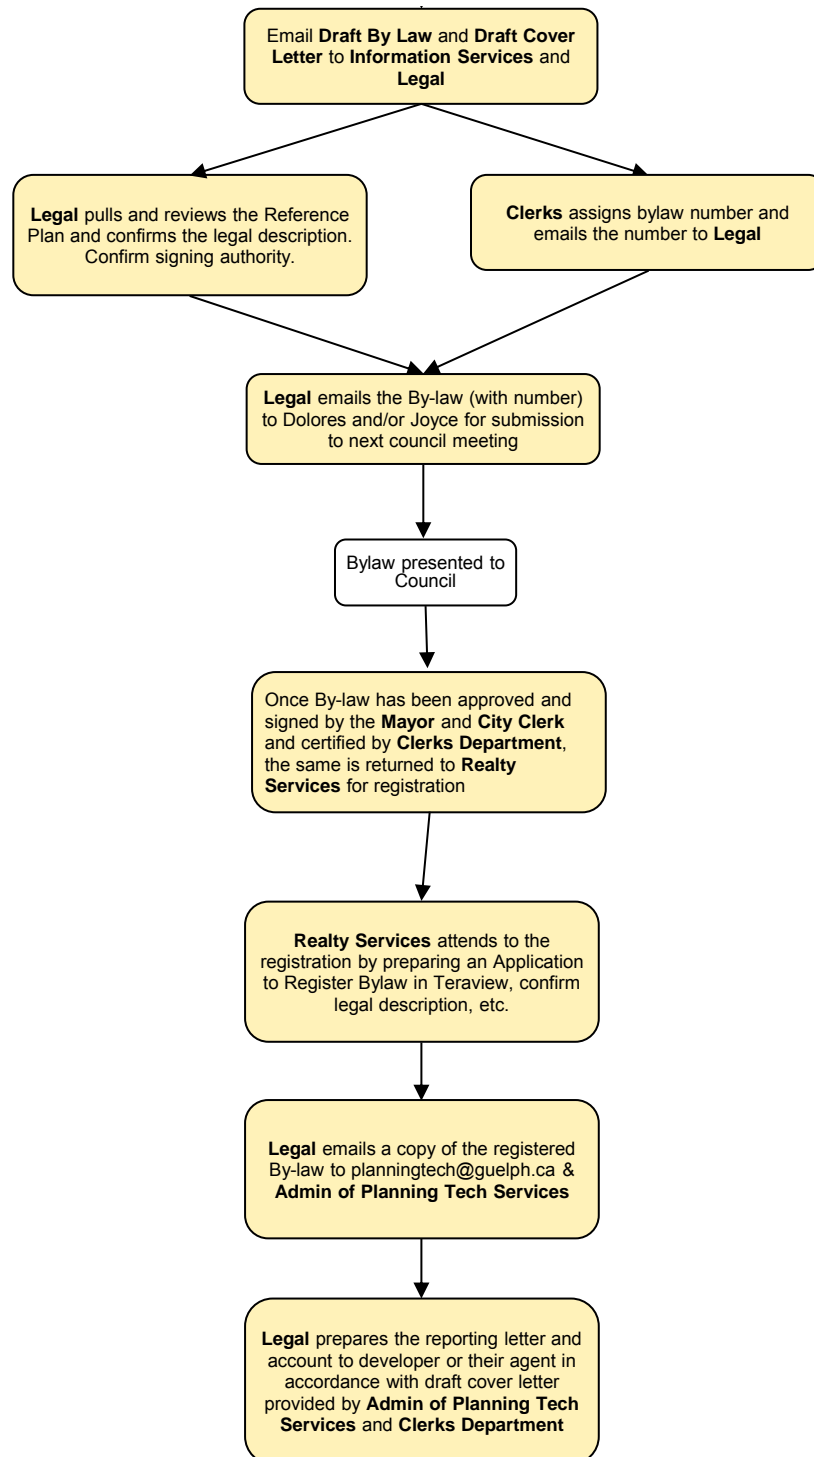 Email Draft By Law and Draft Cover
Letter to Information Services and
Legal
Legal pulls and reviews the Reference
Plan and confirms the legal description.
Confirm signing authority.
Clerks assigns bylaw number and
emails the number to Legal
Legal emails the By-law (with number)
to Dolores and/or Joyce for submission
to next council meeting
Bylaw presented to
Council
Once By-law has been approved and
signed by the Mayor and City Clerk
and certified by Clerks Department,
the same is returned to Realty
Services for registration
Realty Services attends to the
registration by preparing an Application
to Register Bylaw in Teraview, confirm
legal description, etc.
Legal emails a copy of the registered
By-law to planningtech@guelph.ca &
Admin of Planning Tech Services
Legal prepares the reporting letter and
account to developer or their agent in
accordance with draft cover letter
provided by Admin of Planning Tech
Services and Clerks Department